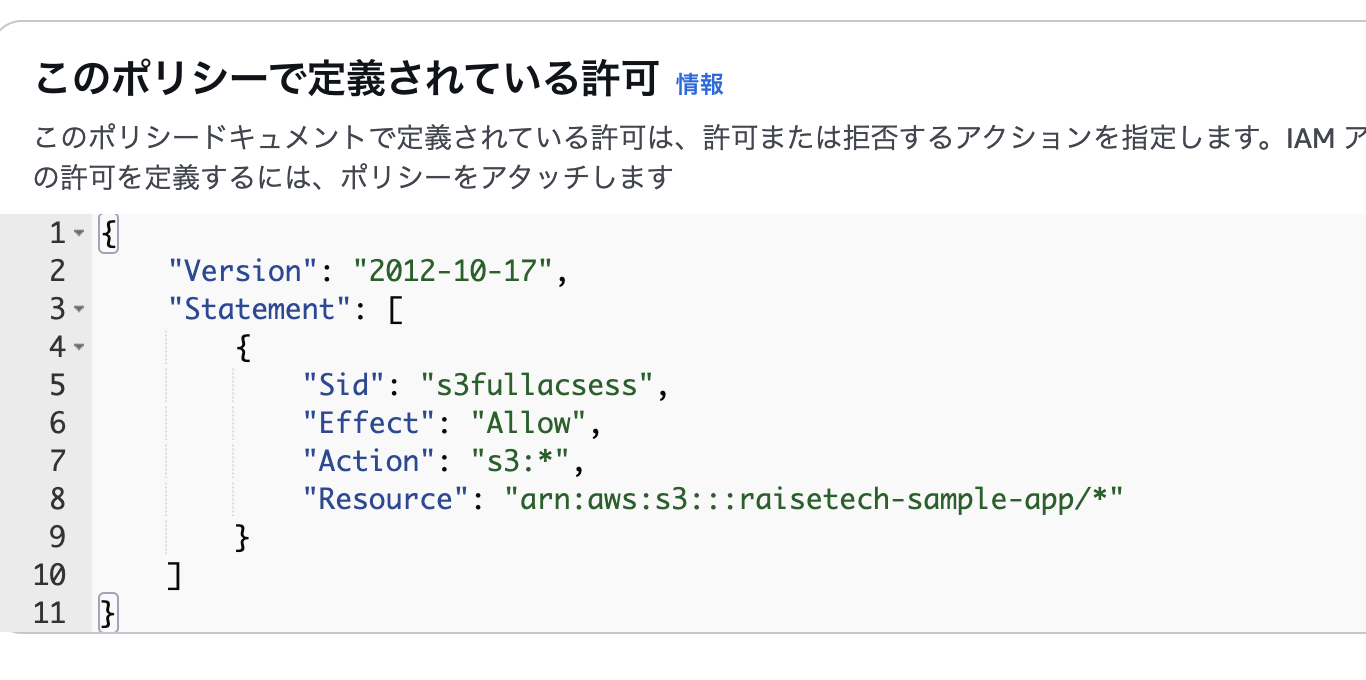 このポリシーで定義されている許可 情報
このポリシードキュメントで定義されている許可は、許可または拒否するアクションを指定します。IAM ア
の許可を定義するには、ポリシーをアタッチします
1 {
2 "Version": "2012-10-17",
3 "Statement": [
4 {
5 "Sid": "s3fullacsess",
6 "Effect": "Allow",
7 "Action": "s3:*",
8 "Resource": "arn:aws:s3:::raisetech-sample-app/*"
9 }
10 ]
11 }